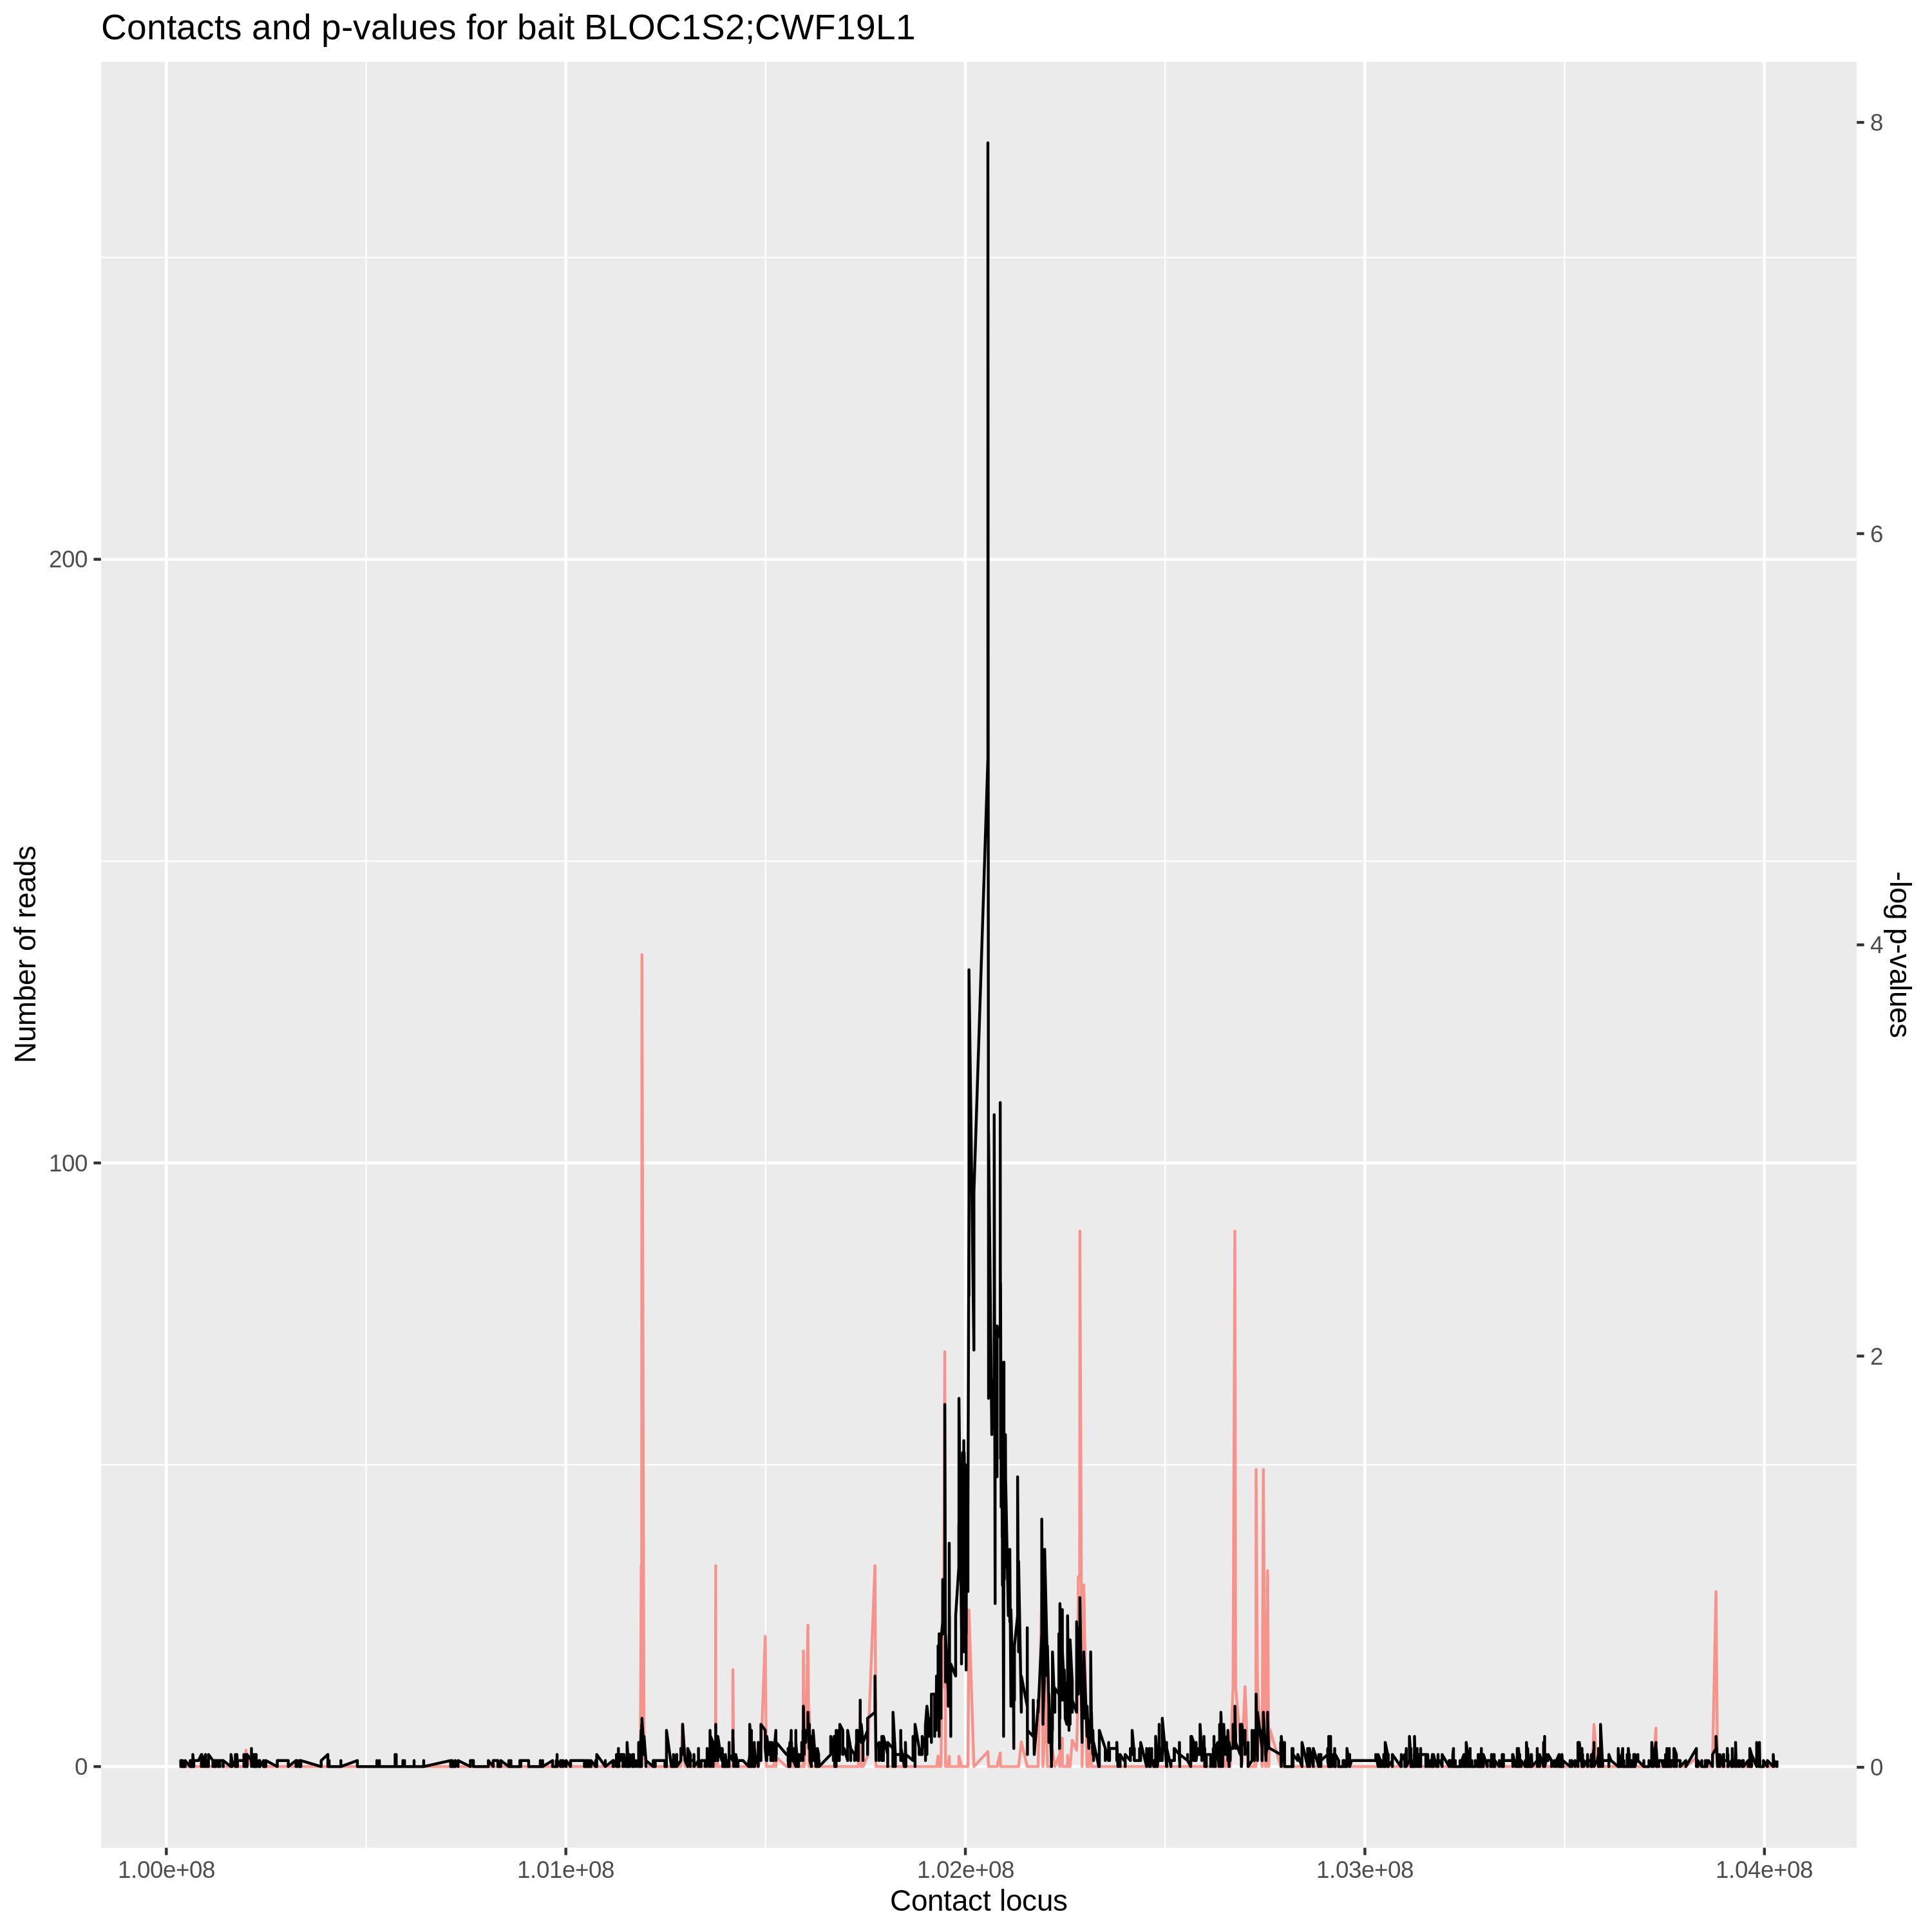 Contacts and p-values for bait BLOC1S2;CWF19L1
Number of reads
200
100
0
8
6
4
2
0
-log p-values
1.00e+08
1.01e+08
1.02e+08
1.03e+08
1.04e+08
Contact locus